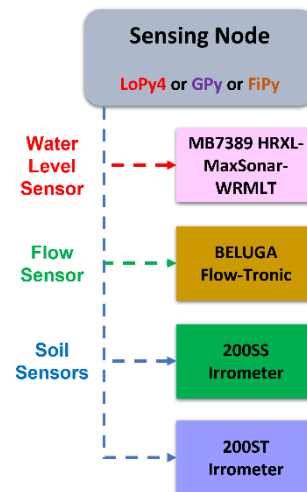 Sensing Node
LoPy4 or GPy or FiPy
Water
Level
Sensor
MB7389 HRXL-
MaxSonar-
WRMLT
Flow
Sensor
BELUGA
Flow-Tronic
Soil
Sensors
200SS
Irrometer
200ST
Irrometer